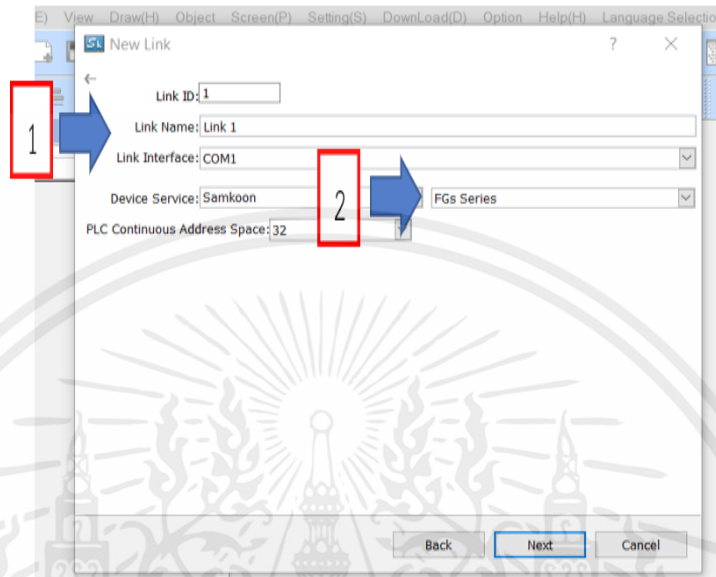 E) View Draw(H) Object Screen(P) Setting(S) DownLoad(D) Option Help(H) Language Selectio
New Link ?
Link ID: 1
1
Link Name: Link 1
Link Interface: COM1
Device Service: Samkoon 2 FGs Series
PLC Continuous Address Space: 32
Back Next Cancel